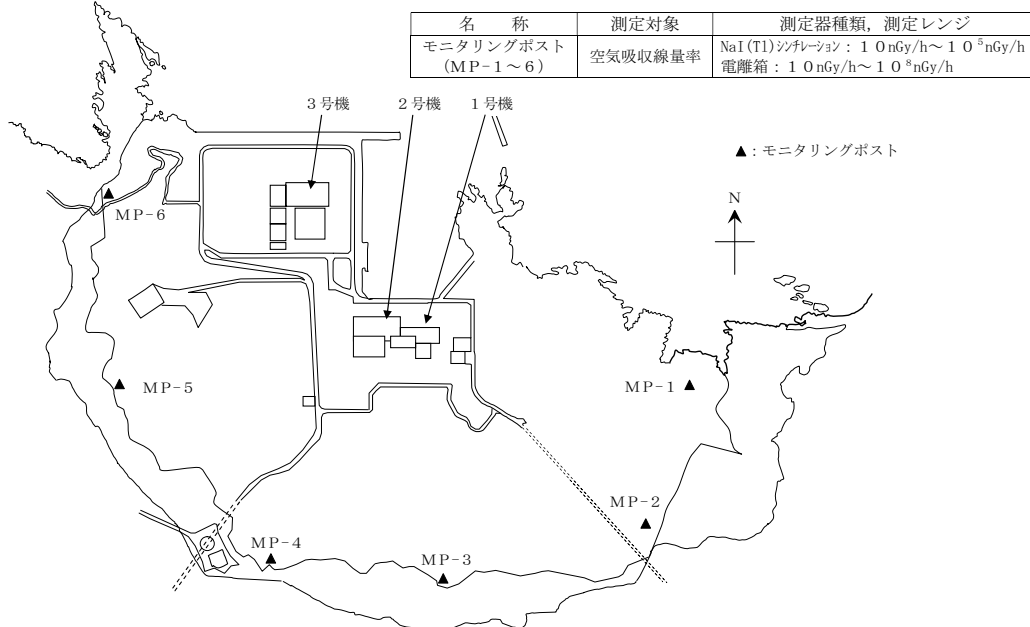 名　称　測定対象　測定器種類，測定レンジ
モニタリングポスト
（ＭＰ－１～６）
空気吸収線量率
NaI(Tl)ｼﾝﾁﾚｰｼｮﾝ：１０nGy/h～１０⁵nGy/h
電離箱：１０nGy/h～１０⁸nGy/h
３号機　２号機　１号機
▲：モニタリングポスト
N
ＭＰ-６
ＭＰ-５
ＭＰ-１
ＭＰ-２
ＭＰ-４
ＭＰ-３